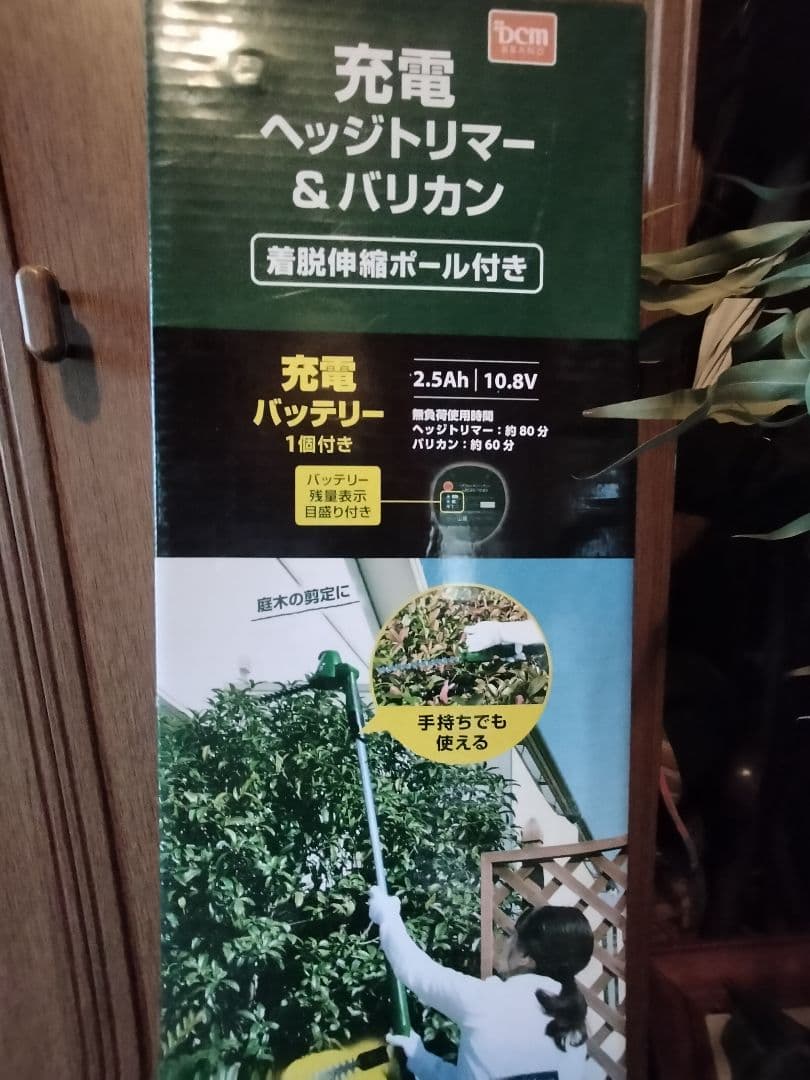 DCM
BRAND
充電
ヘッジトリマー
&バリカン
着脱伸縮ポール付き
充電
バッテリー
1個付き
2.5Ah | 10.8V
無負荷使用時間
ヘッジトリマー：約80分
バリカン：約60分
バッテリー
残量表示
目盛り付き
庭木の剪定に
手持ちでも
使える